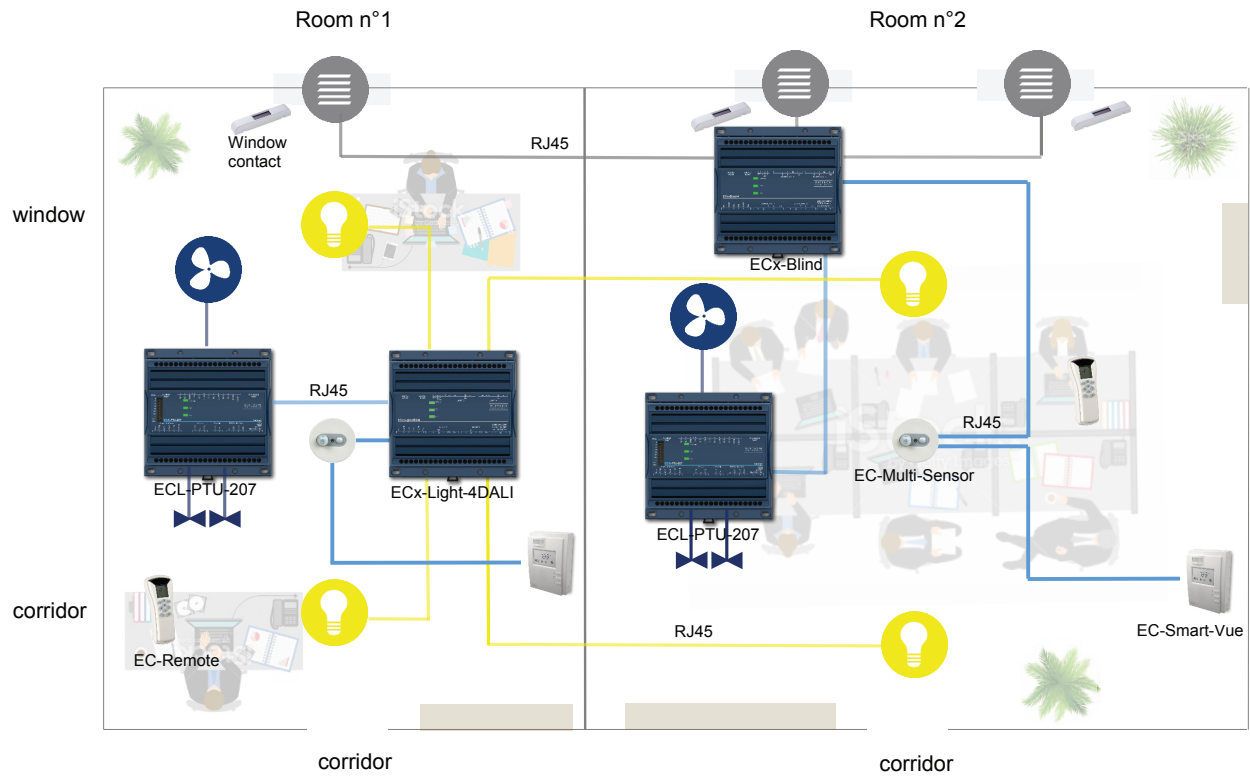 Room n°1
Room n°2
Window
contact
RJ45
window
ECx-Blind
RJ45
RJ45
ECL-PTU-207
ECx-Light-4DALI
EC-Multi-Sensor
ECL-PTU-207
corridor
RJ45
EC-Smart-Vue
EC-Remote
corridor
corridor